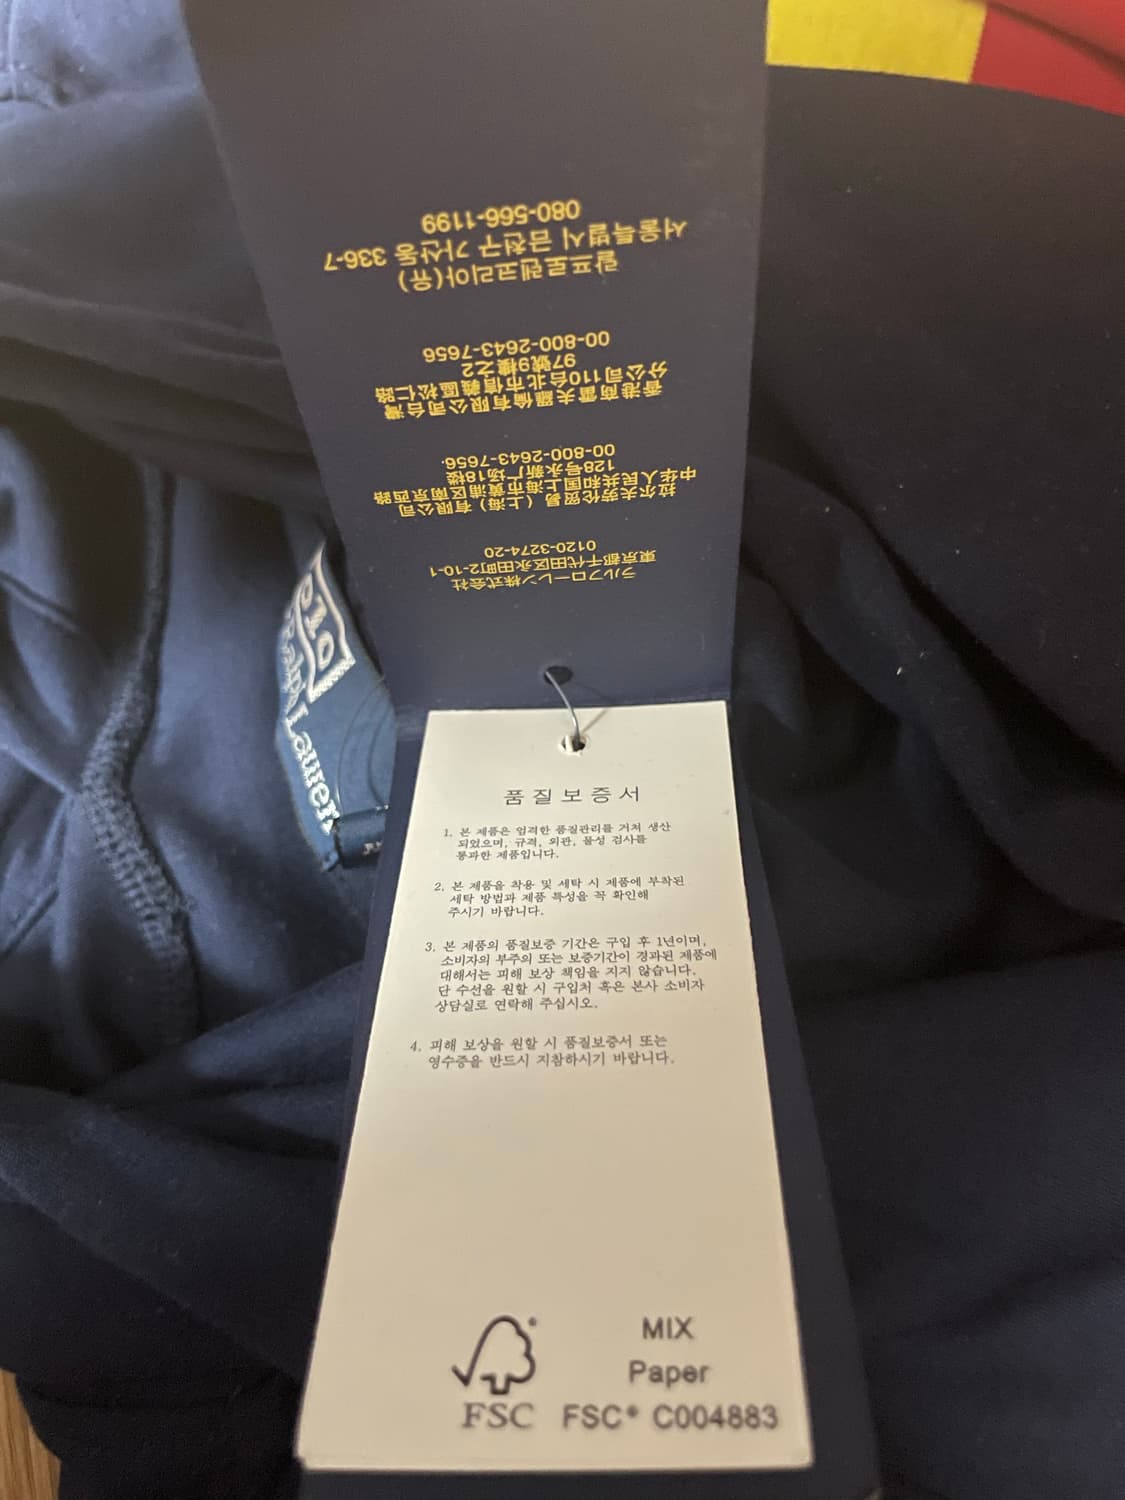 ラルフローレン株式会社
東京都千代田区永田町2-10-1
0120-3274-20
拉尔夫劳伦贸易（上海）有限公司
中华人民共和国上海市黄浦区南京西路
128号永新广场18楼
00-800-2643-7656.
香港商雷夫羅倫有限公司台灣
分公司110台北市信義區松仁路
97號9樓之2
00-800-2643-7656
랄프로렌코리아(유)
서울특별시 금천구 가산동 336-7
080-566-1199
Polo
Ralph Lauren
품질보증서
1. 본 제품은 엄격한 품질관리를 거쳐 생산
되었으며, 규격, 외관, 물성 검사를
통과한 제품입니다.
2. 본 제품을 착용 및 세탁 시 제품에 부착된
세탁 방법과 제품 특성을 꼭 확인해
주시기 바랍니다.
3. 본 제품의 품질보증 기간은 구입 후 1년이며,
소비자의 부주의 또는 보증기간이 경과된 제품에
대해서는 피해 보상 책임을 지지 않습니다.
단 수선을 원할 시 구입처 혹은 본사 소비자
상담실로 연락해 주십시오.
4. 피해 보상을 원할 시 품질보증서 또는
영수증을 반드시 지참하시기 바랍니다.
FSC
MIX
Paper
FSC® C004883